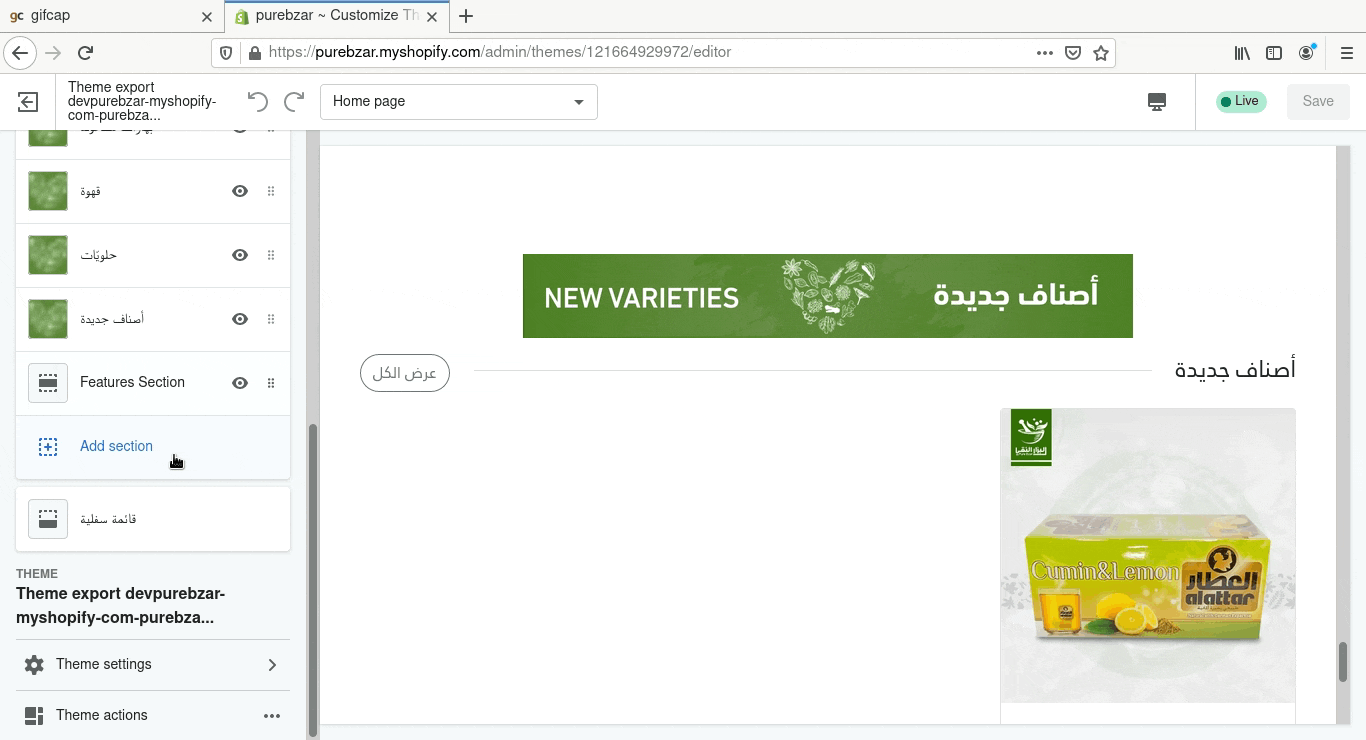 gifcap
purebzar ~ Customize Th
https://purebzar.myshopify.com/admin/themes/121664929972/editor
Theme export
devpurebzar-myshopify-
com-purebza...
Home page
Live
Save
قهوة
حلويّات
أصناف جديدة
Features Section
Add section
قائمة سفلية
THEME
Theme export devpurebzar-
myshopify-com-purebza...
Theme settings
Theme actions
NEW VARIETIES
أصناف جديدة
أصناف جديدة
عرض الكل
Cumin&Lemon
العطار
alattar